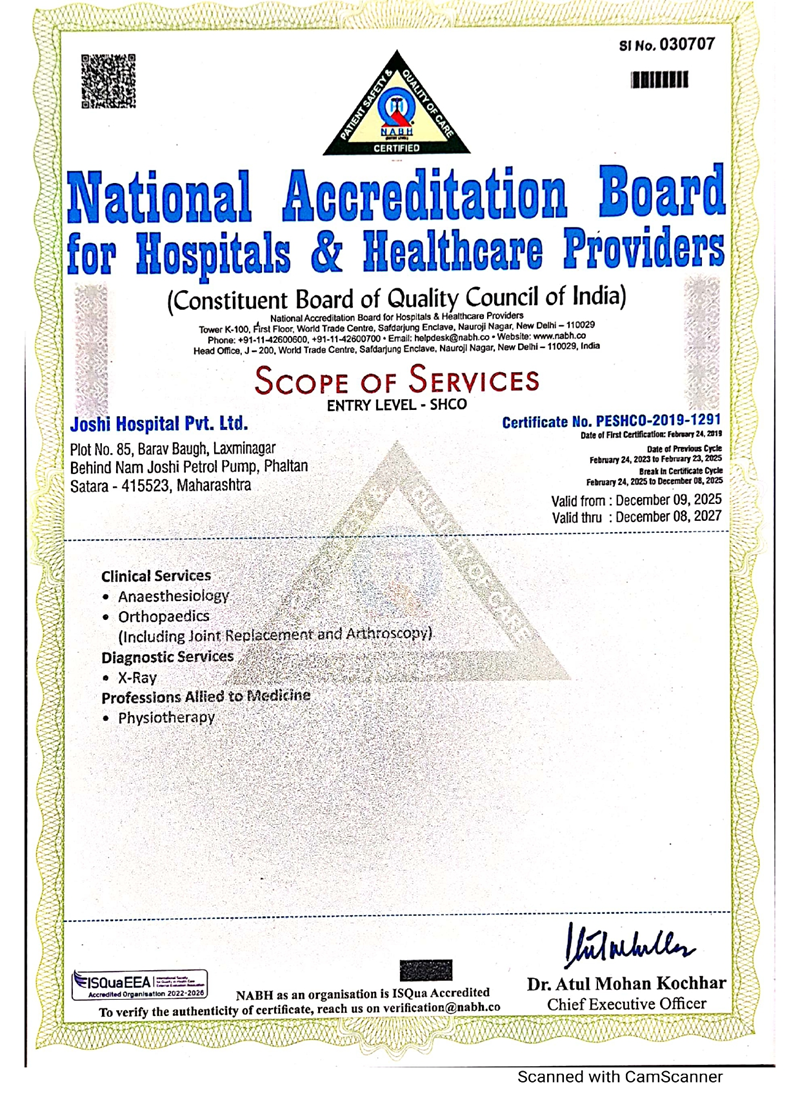 SI No. 030707
PATIENT SAFETY & QUALITY OF CARE
NABH
CERTIFIED
National Accreditation Board
for Hospitals & Healthcare Providers
(Constituent Board of Quality Council of India)
National Accreditation Board for Hospitals & Healthcare Providers
Tower K-100, First Floor, World Trade Centre, Safdarjung Enclave, Nauroji Nagar, New Delhi – 110029
Phone: +91-11-42600600, +91-11-42600700 • Email: helpdesk@nabh.co • Website: www.nabh.co
Head Office, J – 200, World Trade Centre, Safdarjung Enclave, Nauroji Nagar, New Delhi – 110029, India
SCOPE OF SERVICES
ENTRY LEVEL - SHCO
Joshi Hospital Pvt. Ltd.
Plot No. 85, Barav Baugh, Laxminagar
Behind Nam Joshi Petrol Pump, Phaltan
Satara - 415523, Maharashtra
Certificate No. PESHCO-2019-1291
Date of First Certification: February 24, 2019
Date of Previous Cycle
February 24, 2023 to February 23, 2025
Break in Certificate Cycle
February 24, 2025 to December 08, 2025
Valid from : December 09, 2025
Valid thru : December 08, 2027
Clinical Services
• Anaesthesiology
• Orthopaedics
(Including Joint Replacement and Arthroscopy)
Diagnostic Services
• X-Ray
Professions Allied to Medicine
• Physiotherapy
ISQuaEEA
Accredited Organisation 2022-2026
NABH as an organisation is ISQua Accredited
To verify the authenticity of certificate, reach us on verification@nabh.co
Dr. Atul Mohan Kochhar
Chief Executive Officer
Scanned with CamScanner